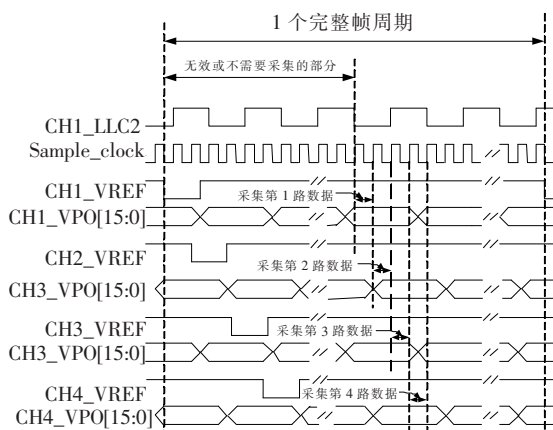 1 个完整帧周期
无效或不需要采集的部分
CH1_LLC2
Sample_clock
CH1_VREF
采集第 1 路数据
CH1_VPO[15:0]
CH2_VREF
采集第 2 路数据
CH3_VPO[15:0]
CH3_VREF
采集第 3 路数据
CH3_VPO[15:0]
CH4_VREF
采集第 4 路数据
CH4_VPO[15:0]